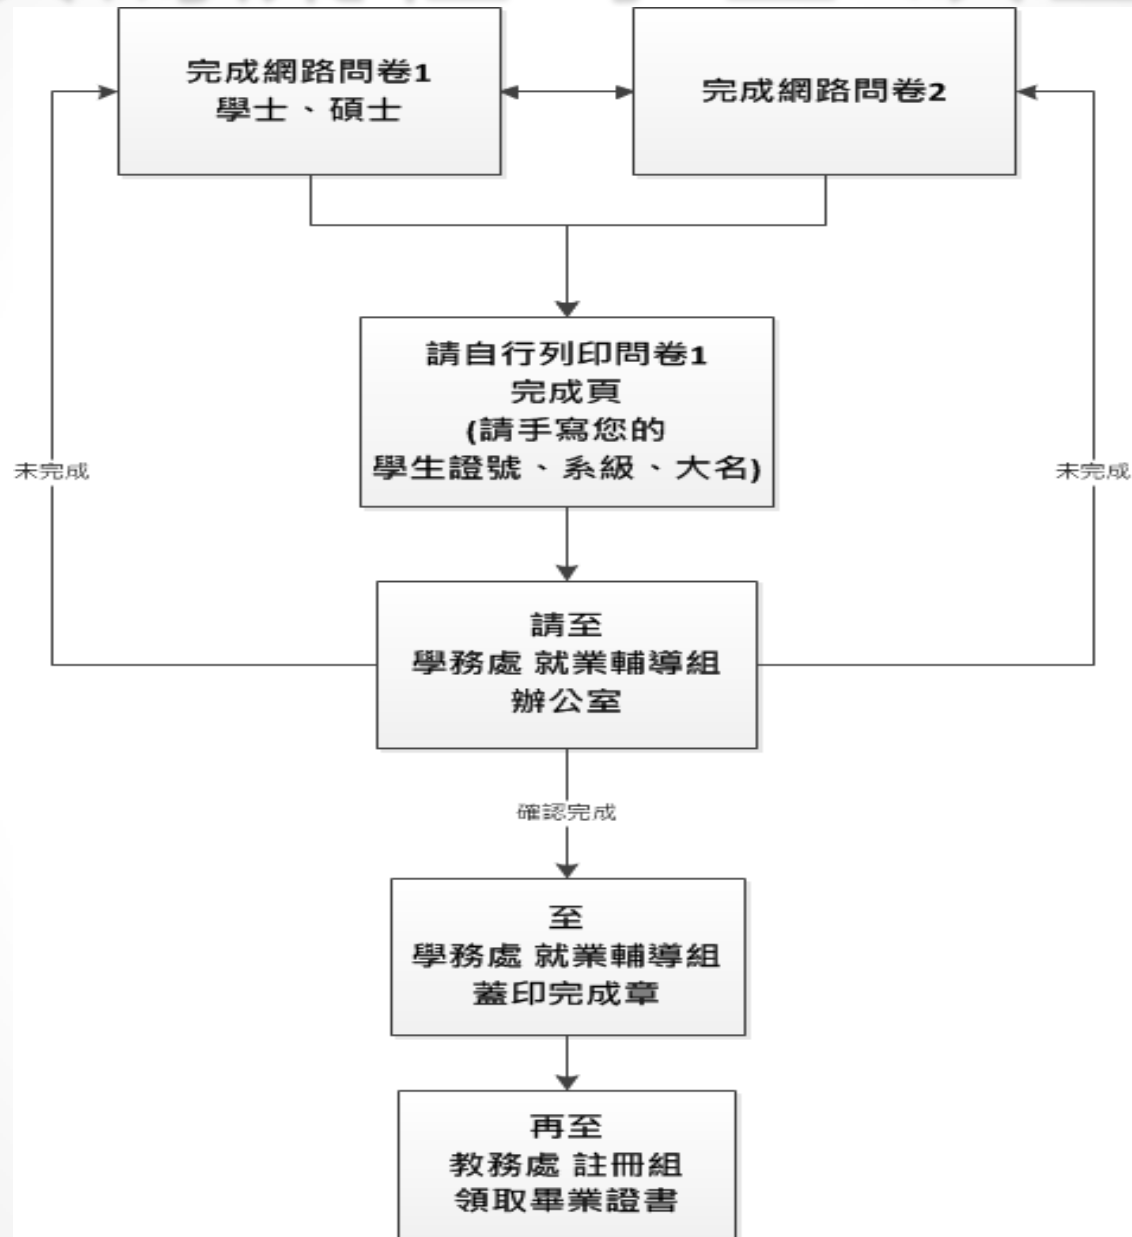 完成網路問卷1
學士、碩士
完成網路問卷2
請自行列印問卷1
完成頁
(請手寫您的
學生證號、系級、大名)
未完成
未完成
請至
學務處 就業輔導組
辦公室
確認完成
至
學務處 就業輔導組
蓋印完成章
再至
教務處 註冊組
領取畢業證書